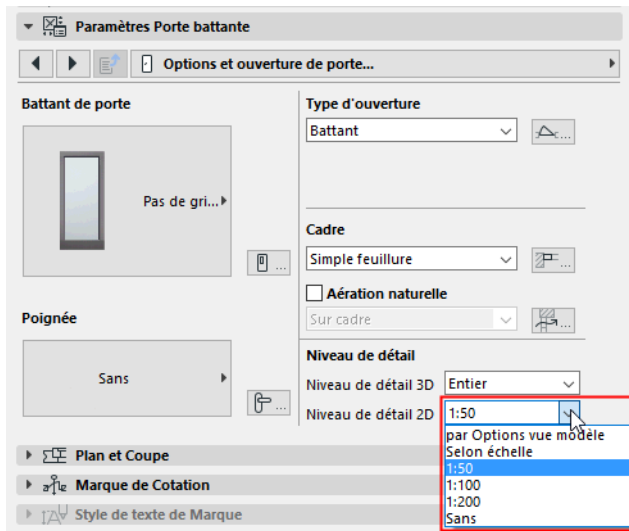 Paramètres Porte battante
Options et ouverture de porte...
Battant de porte
Pas de gri...
...
Poignée
Sans
...
Type d'ouverture
Battant
...
Cadre
Simple feuillure
...
Aération naturelle
Sur cadre
...
Niveau de détail
Niveau de détail 3D Entier
Niveau de détail 2D 1:50
par Options vue modèle
Selon échelle
1:50
1:100
1:200
Sans
Plan et Coupe
Marque de Cotation
Style de texte de Marque